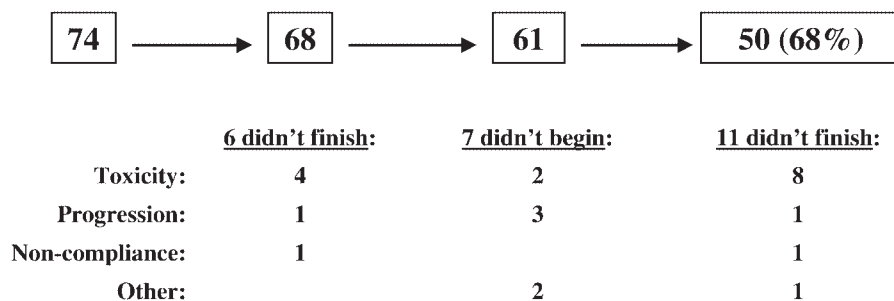 74 68 61 50 (68%)
6 didn't finish: 7 didn't begin: 11 didn't finish:
Toxicity: 4 2 8
Progression: 1 3 1
Non-compliance: 1 1
Other: 2 1